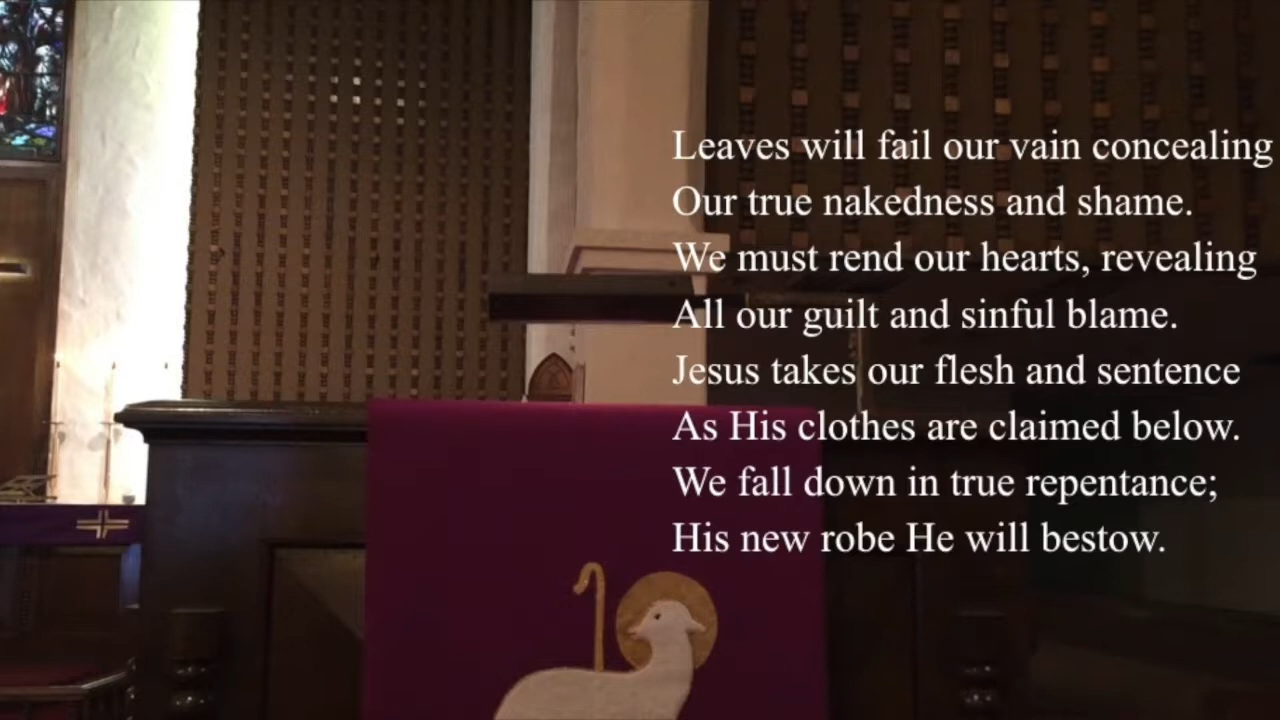 Leaves will fail our vain concealing
Our true nakedness and shame.
We must rend our hearts, revealing
All our guilt and sinful blame.
Jesus takes our flesh and sentence
As His clothes are claimed below.
We fall down in true repentance;
His new robe He will bestow.